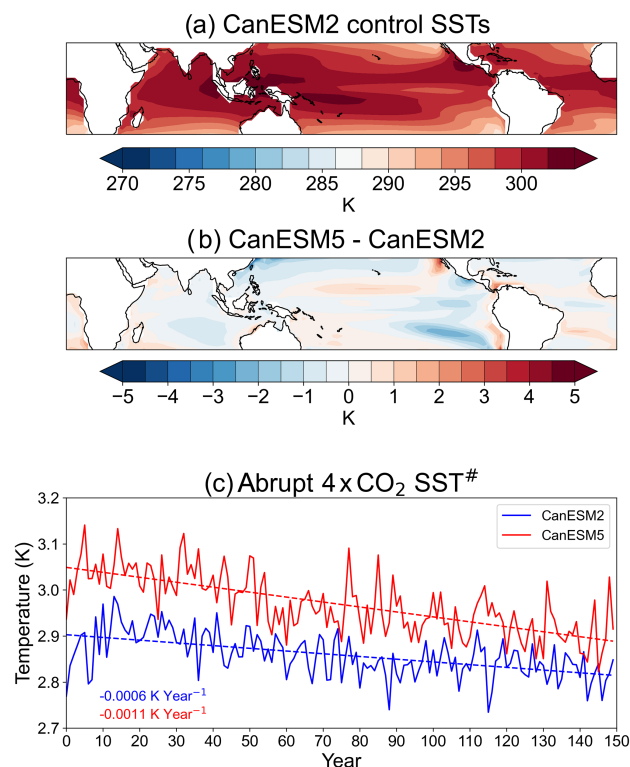 (a) CanESM2 control SSTs
270 275 280 285 290 295 300
K
(b) CanESM5 - CanESM2
−5 −4 −3 −2 −1 0 1 2 3 4 5
K
(c) Abrupt 4xCO₂ SST#
3.2
3.1
3.0
2.9
2.8
2.7
Temperature (K)
CanESM2
CanESM5
-0.0006 K Year⁻¹
-0.0011 K Year⁻¹
0 10 20 30 40 50 60 70 80 90 100 110 120 130 140 150
Year